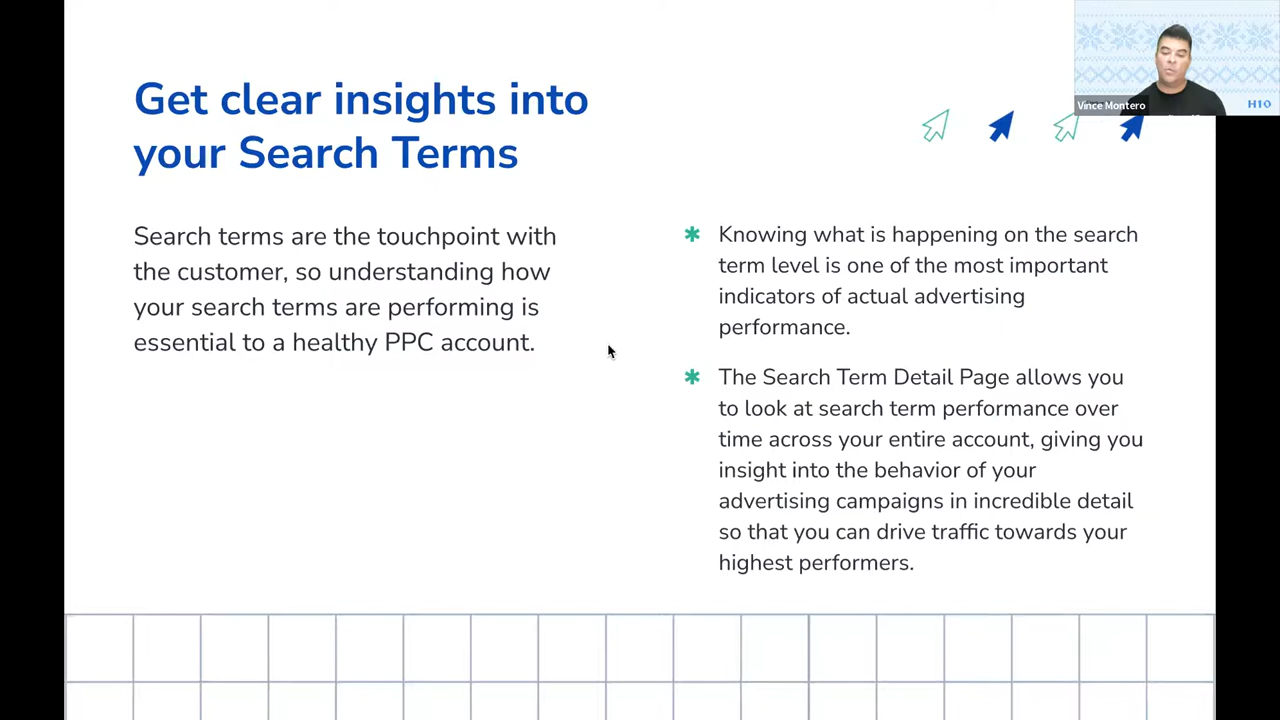 Get clear insights into
your Search Terms
Search terms are the touchpoint with
the customer, so understanding how
your search terms are performing is
essential to a healthy PPC account.
Knowing what is happening on the search
term level is one of the most important
indicators of actual advertising
performance.
The Search Term Detail Page allows you
to look at search term performance over
time across your entire account, giving you
insight into the behavior of your
advertising campaigns in incredible detail
so that you can drive traffic towards your
highest performers.
Vince Montero
H10